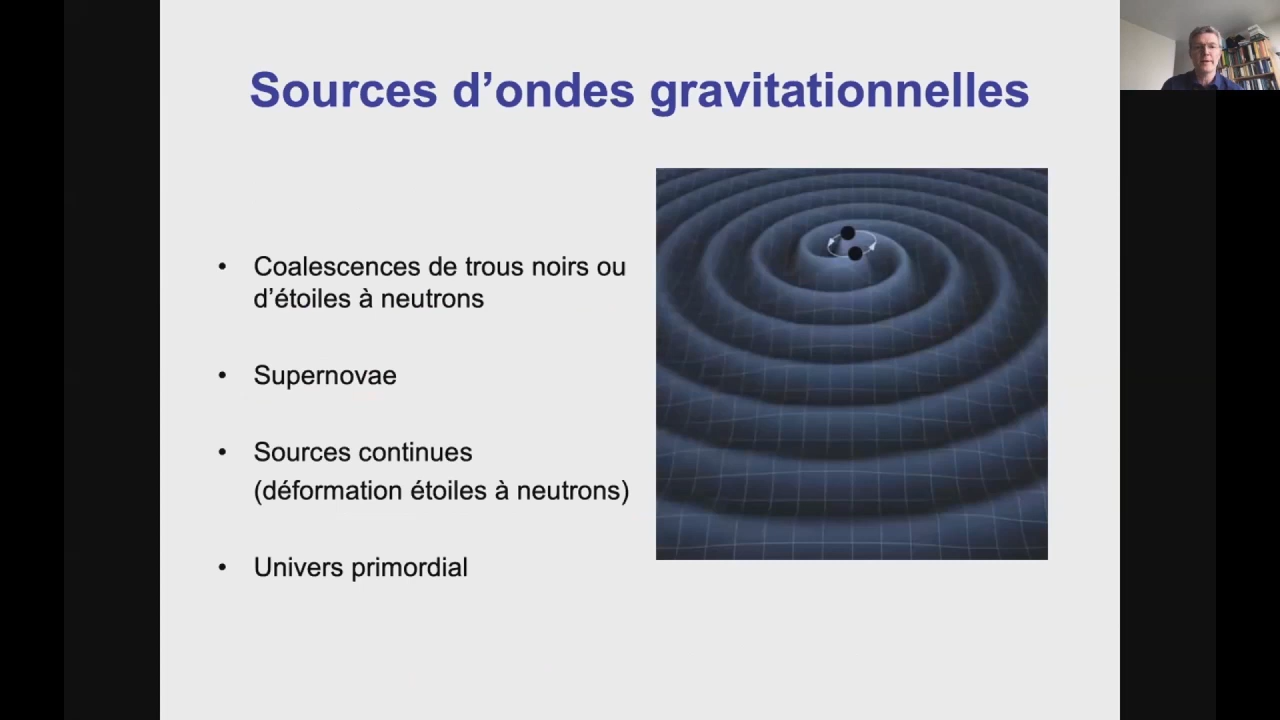 Sources d’ondes gravitationnelles
• Coalescences de trous noirs ou
d’étoiles à neutrons
• Supernovae
• Sources continues
(déformation étoiles à neutrons)
• Univers primordial